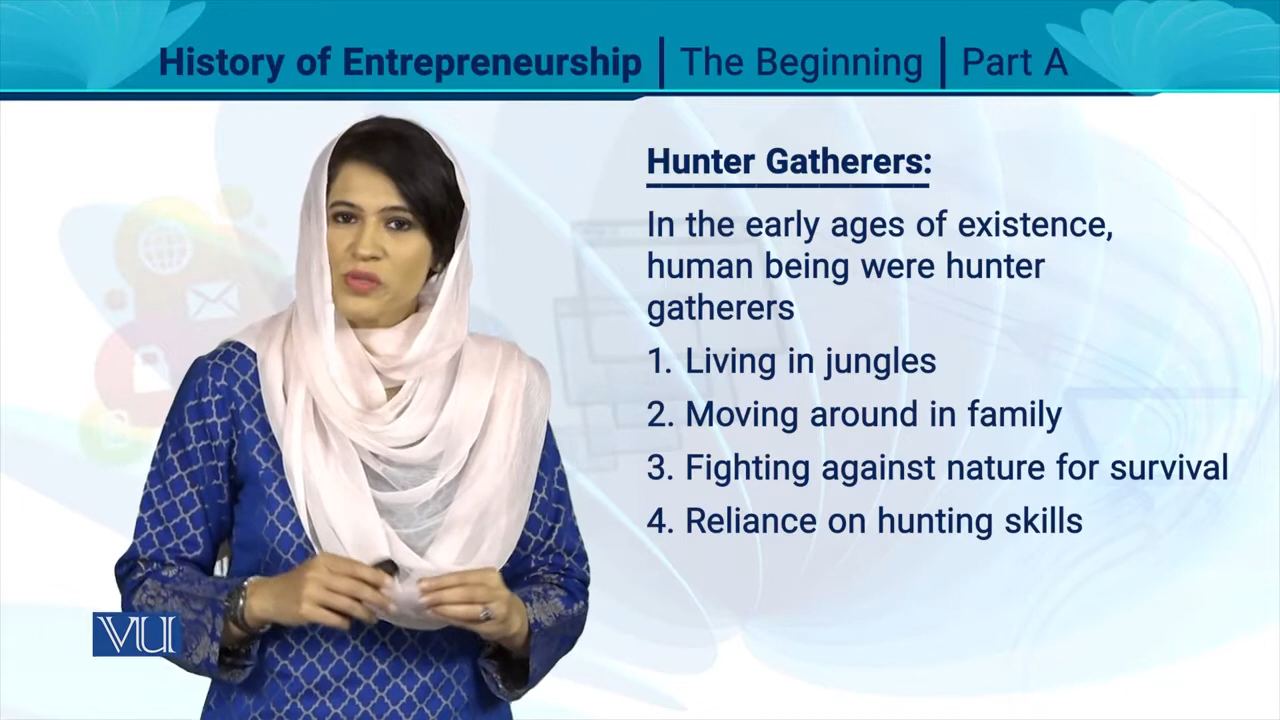 History of Entrepreneurship | The Beginning | Part A
Hunter Gatherers:
In the early ages of existence,
human being were hunter
gatherers
1. Living in jungles
2. Moving around in family
3. Fighting against nature for survival
4. Reliance on hunting skills
VU